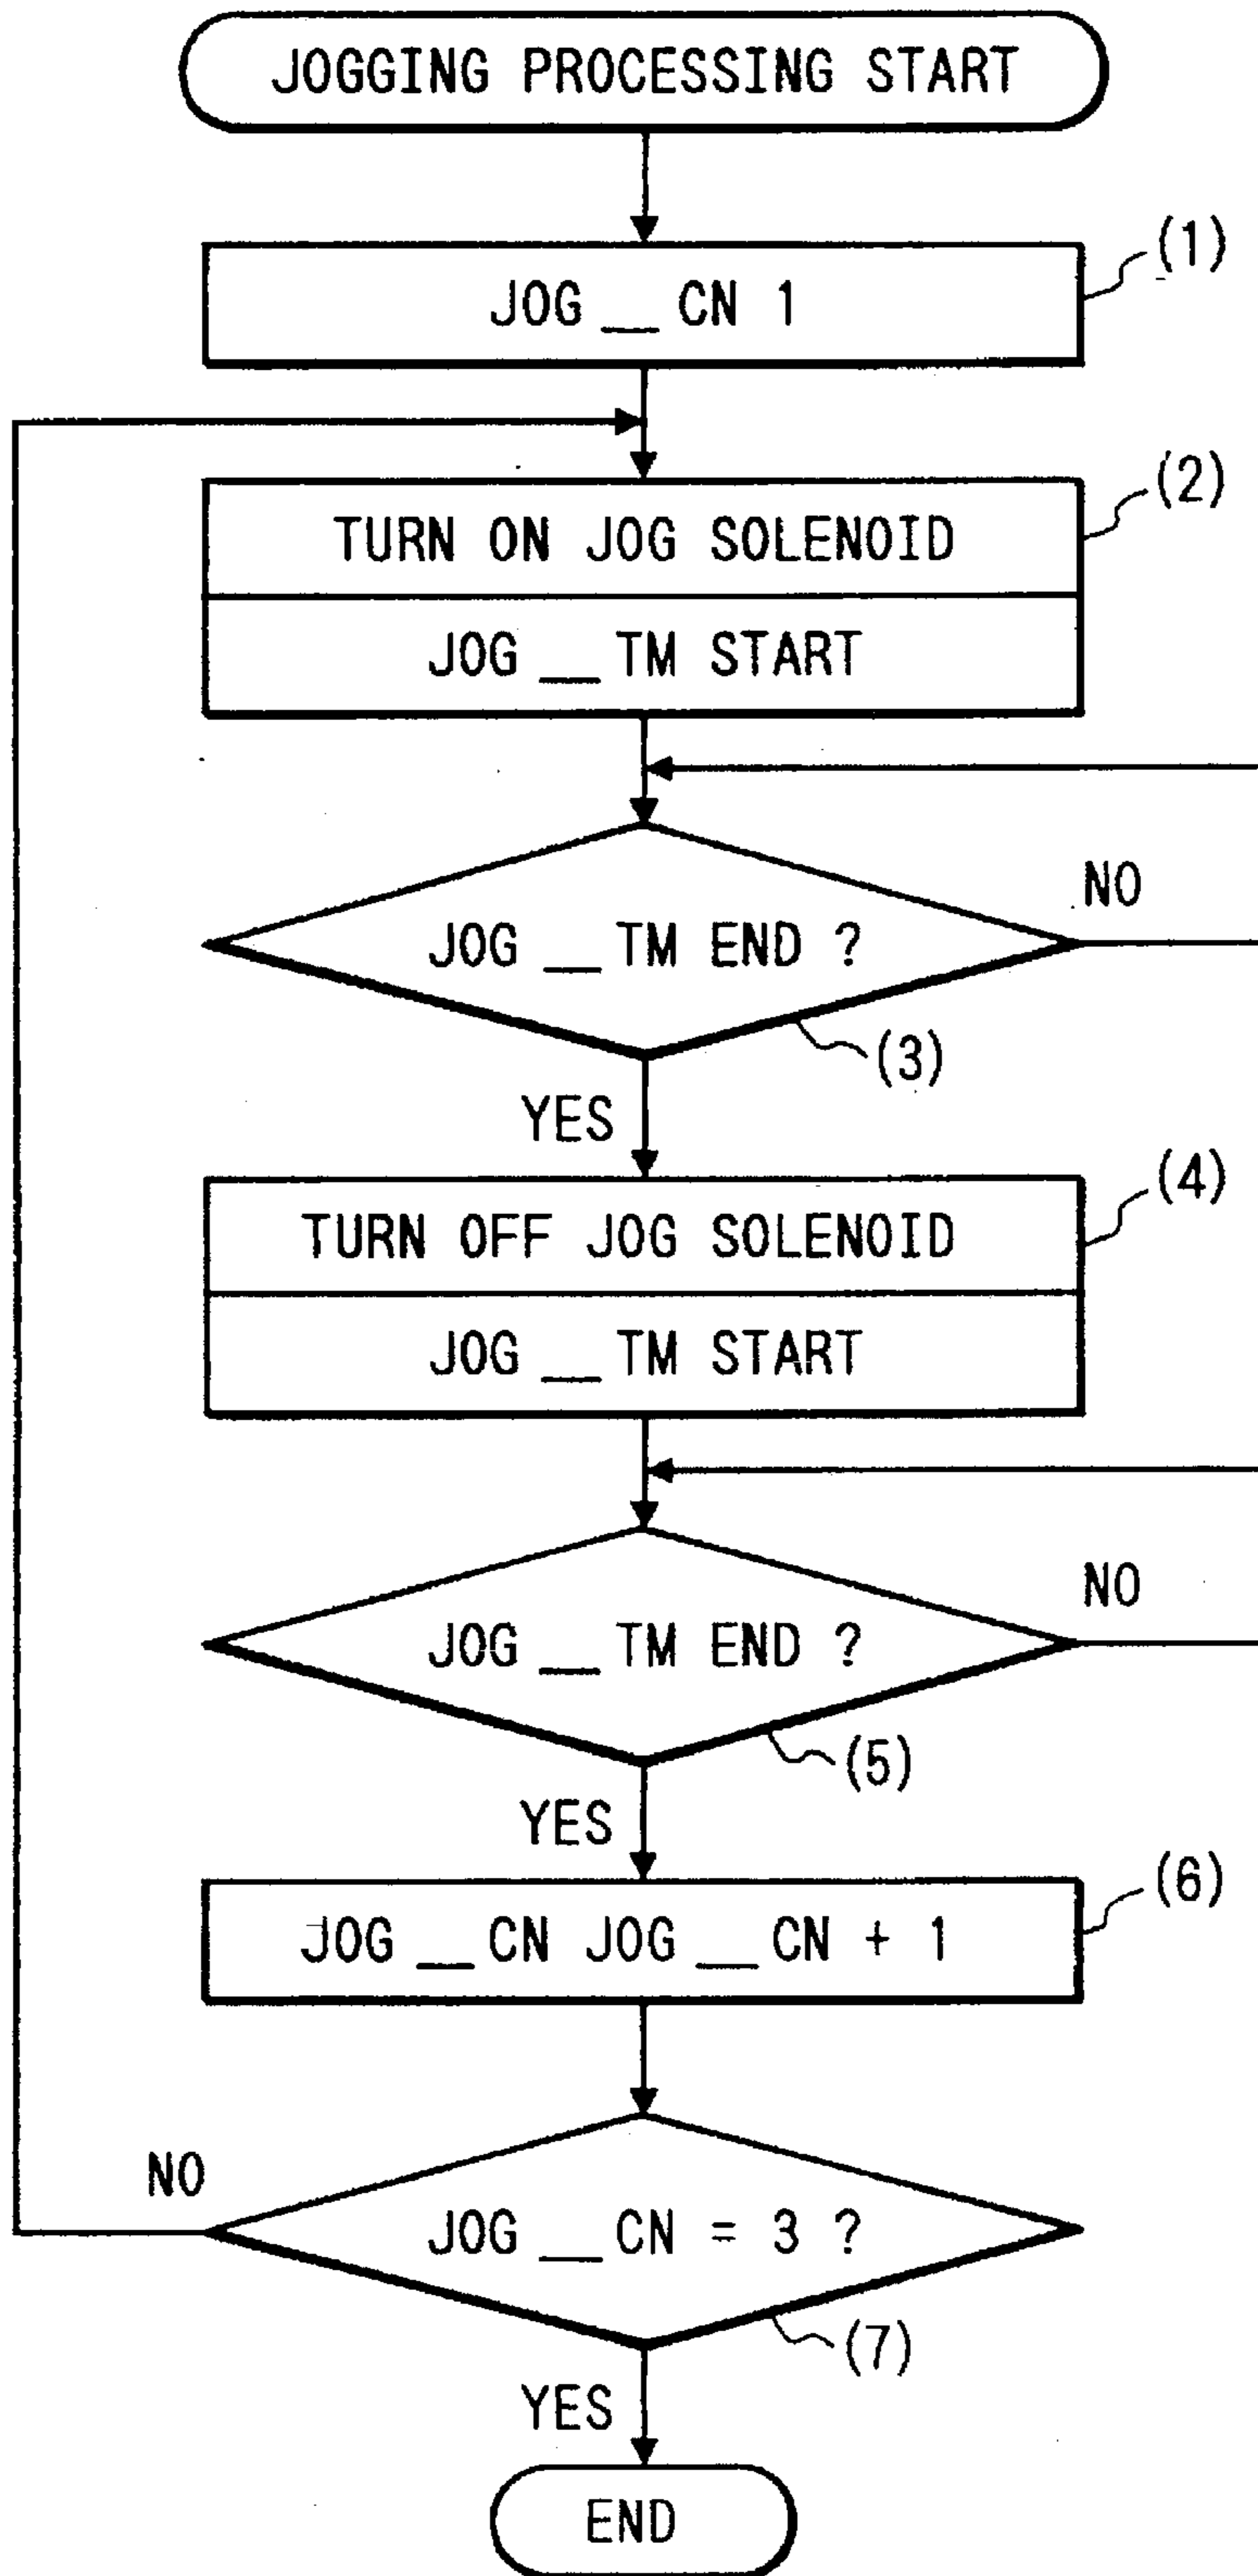 JOGGING PROCESSING START
(1)
JOG __ CN 1
(2)
TURN ON JOG SOLENOID
JOG __ TM START
NO
JOG __ TM END ?
(3)
YES
(4)
TURN OFF JOG SOLENOID
JOG __ TM START
NO
JOG __ TM END ?
(5)
YES
(6)
JOG __ CN JOG __ CN + 1
NO
JOG __ CN = 3 ?
(7)
YES
END